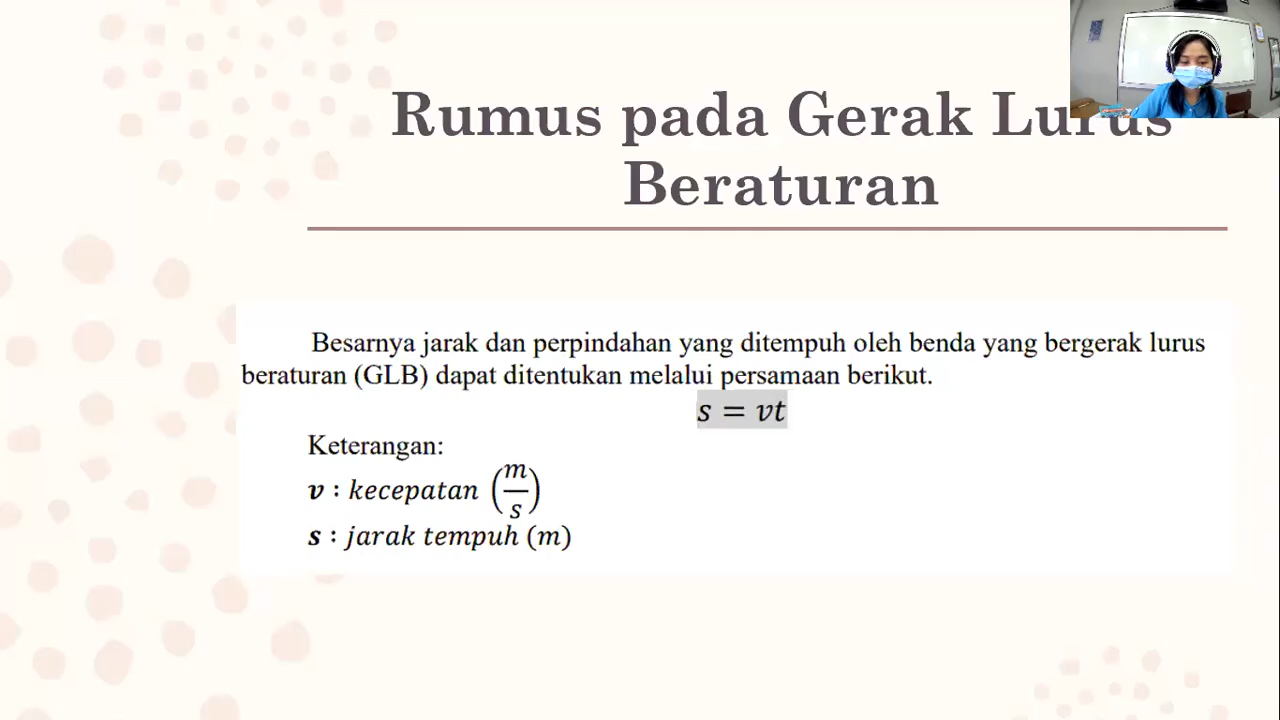 Rumus pada Gerak Lurus
Beraturan
Besarnya jarak dan perpindahan yang ditempuh oleh benda yang bergerak lurus
beraturan (GLB) dapat ditentukan melalui persamaan berikut.
s = vt
Keterangan:
v : kecepatan (m/s)
s : jarak tempuh (m)